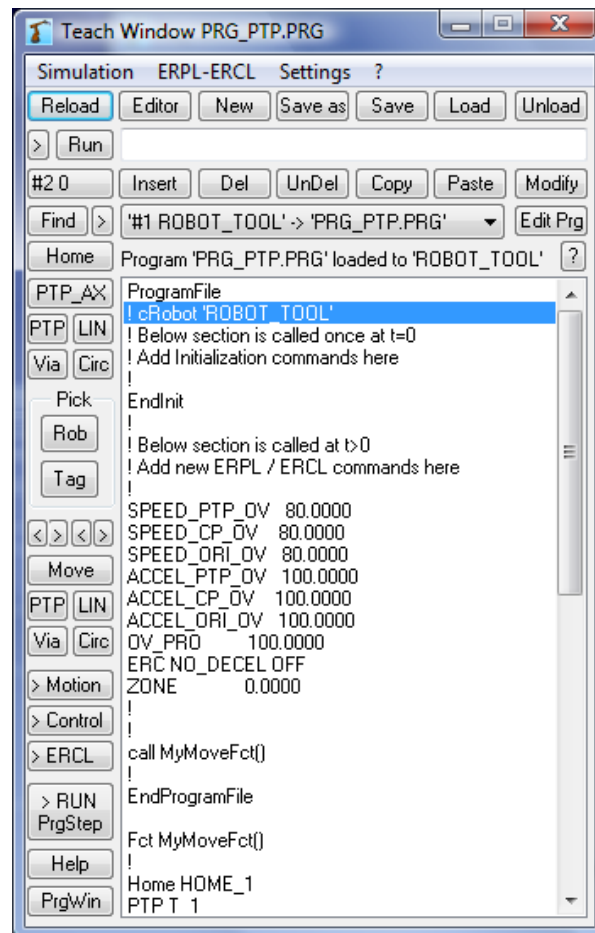 Teach Window PRG_PTP.PRG
Simulation ERPL-ERCL Settings ?
Reload Editor New Save as Save Load Unload
> Run
#2 0 Insert Del UnDel Copy Paste Modify
Find > '#1 ROBOT_TOOL' -> 'PRG_PTP.PRG' Edit Prg
Home Program 'PRG_PTP.PRG' loaded to 'ROBOT_TOOL' ?
PTP_AX
PTP LIN
Via Circ
Pick
Rob
Tag
< > < >
Move
PTP LIN
Via Circ
> Motion
> Control
> ERCL
> RUN
PrgStep
Help
PrgWin
ProgramFile
! cRobot 'ROBOT_TOOL'
! Below section is called once at t=0
! Add Initialization commands here
!
EndInit
!
! Below section is called at t>0
! Add new ERPL / ERCL commands here
!
SPEED_PTP_OV 80.0000
SPEED_CP_OV 80.0000
SPEED_ORI_OV 80.0000
ACCEL_PTP_OV 100.0000
ACCEL_CP_OV 100.0000
ACCEL_ORI_OV 100.0000
OV_PRO 100.0000
ERC NO_DECEL OFF
ZONE 0.0000
!
!
call MyMoveFct()
!
EndProgramFile
Fct MyMoveFct()
!
Home HOME_1
PTP T_1